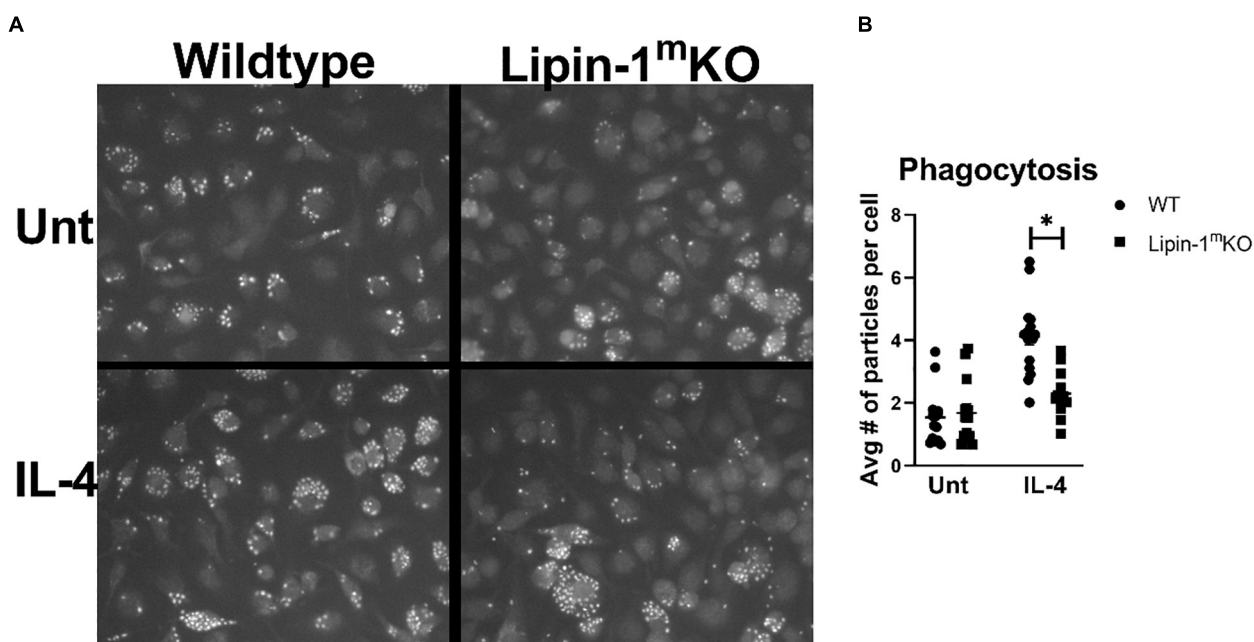 A
Wildtype
Lipin-1ᵐKO
Unt
IL-4
B
Phagocytosis
Avg # of particles per cell
8
6
4
2
0
*
Unt
IL-4
WT
Lipin-1ᵐKO